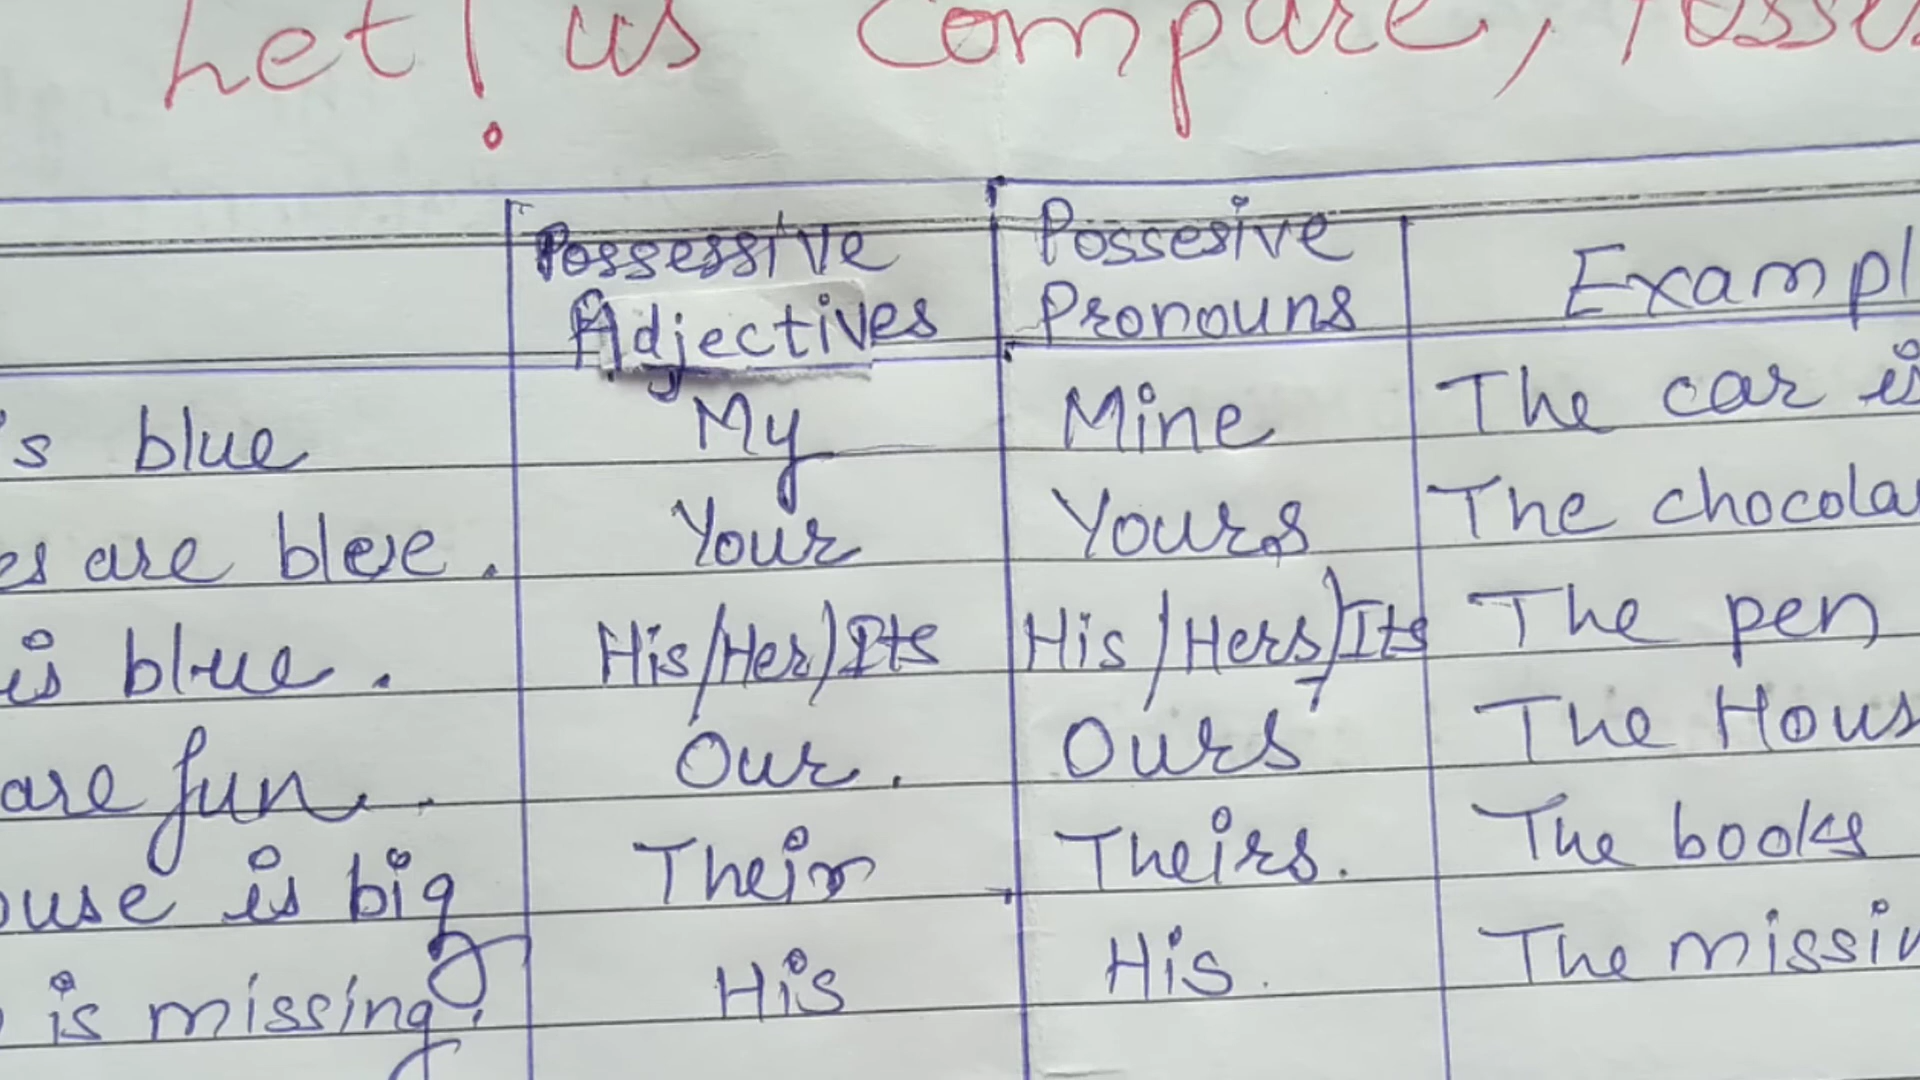 Let! us Compare, Posses
Possessive Possesive
Adjectives Pronouns Exampl
's blue My Mine The car is
es are blue. Your Yours The chocola
is blue. His/Her/Its His/Hers/Its The pen
are fun. Our. Ours The Hous
ouse is big Their Theirs. The books
is missing. His His. The missin